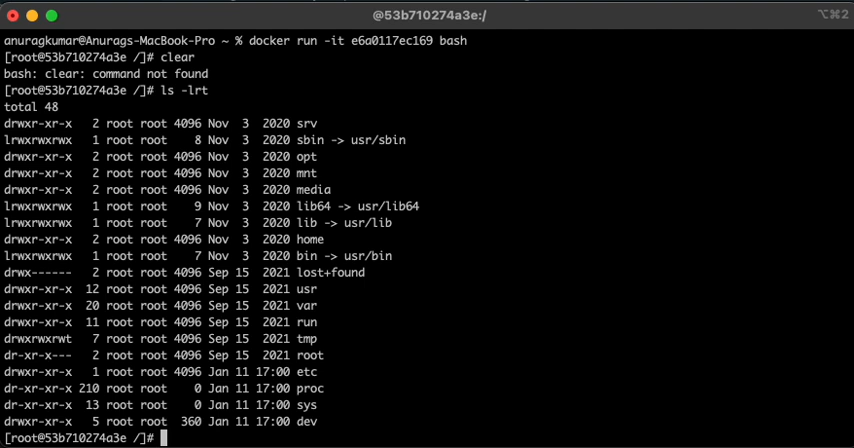 @53b710274a3e:/
⌥⌘2
anuragkumar@Anurags-MacBook-Pro ~ % docker run -it e6a0117ec169 bash
[root@53b710274a3e /]# clear
bash: clear: command not found
[root@53b710274a3e /]# ls -lrt
total 48
drwxr-xr-x   2 root root 4096 Nov  3  2020 srv
lrwxrwxrwx   1 root root    8 Nov  3  2020 sbin -> usr/sbin
drwxr-xr-x   2 root root 4096 Nov  3  2020 opt
drwxr-xr-x   2 root root 4096 Nov  3  2020 mnt
drwxr-xr-x   2 root root 4096 Nov  3  2020 media
lrwxrwxrwx   1 root root    9 Nov  3  2020 lib64 -> usr/lib64
lrwxrwxrwx   1 root root    7 Nov  3  2020 lib -> usr/lib
drwxr-xr-x   2 root root 4096 Nov  3  2020 home
lrwxrwxrwx   1 root root    7 Nov  3  2020 bin -> usr/bin
drwx------   2 root root 4096 Sep 15  2021 lost+found
drwxr-xr-x  12 root root 4096 Sep 15  2021 usr
drwxr-xr-x  20 root root 4096 Sep 15  2021 var
drwxr-xr-x  11 root root 4096 Sep 15  2021 run
drwxrwxrwt   7 root root 4096 Sep 15  2021 tmp
dr-xr-x---   2 root root 4096 Sep 15  2021 root
drwxr-xr-x   1 root root 4096 Jan 11 17:00 etc
dr-xr-xr-x 210 root root    0 Jan 11 17:00 proc
dr-xr-xr-x  13 root root    0 Jan 11 17:00 sys
drwxr-xr-x   5 root root  360 Jan 11 17:00 dev
[root@53b710274a3e /]#